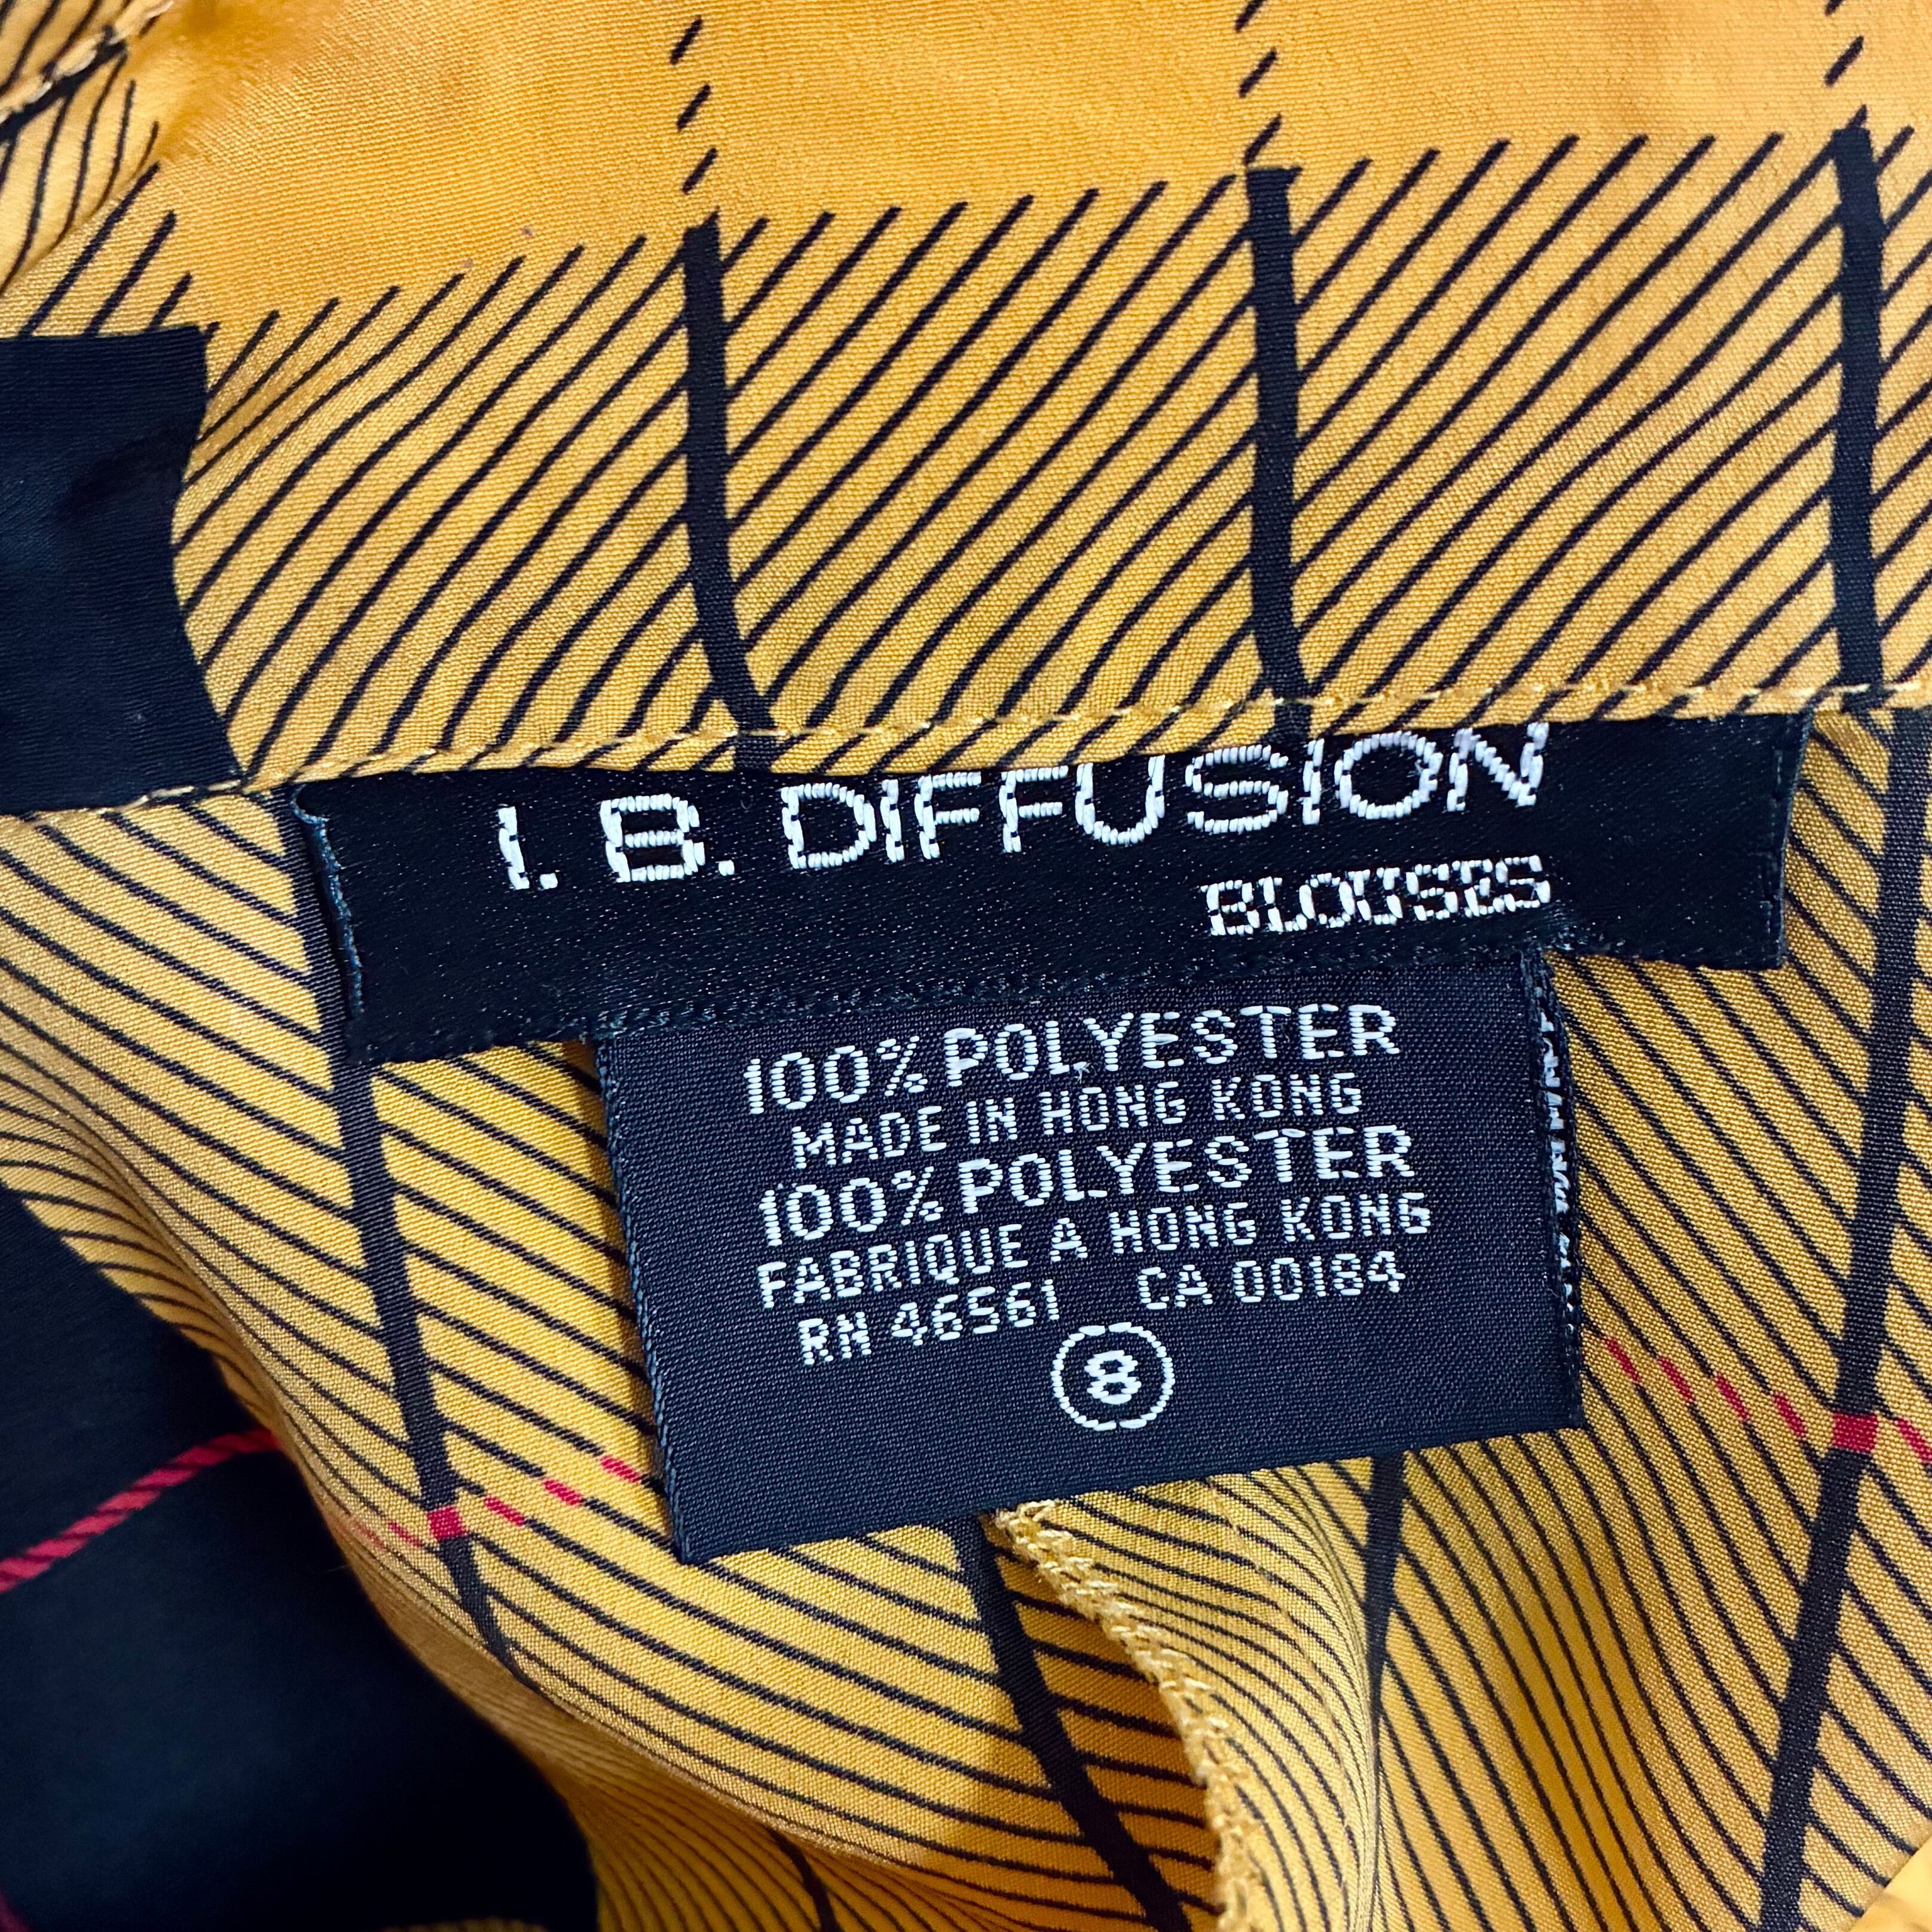 I. B. DIFFUSION
BLOUSES
100% POLYESTER
MADE IN HONG KONG
100% POLYESTER
FABRIQUE A HONG KONG
RN 46561 CA 00184
8